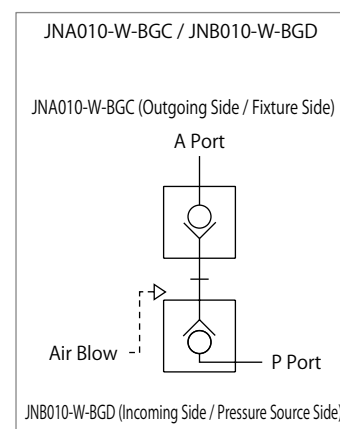 JNA010-W-BGC / JNB010-W-BGD
JNA010-W-BGC (Outgoing Side / Fixture Side)
A Port
Air Blow
P Port
JNB010-W-BGD (Incoming Side / Pressure Source Side)